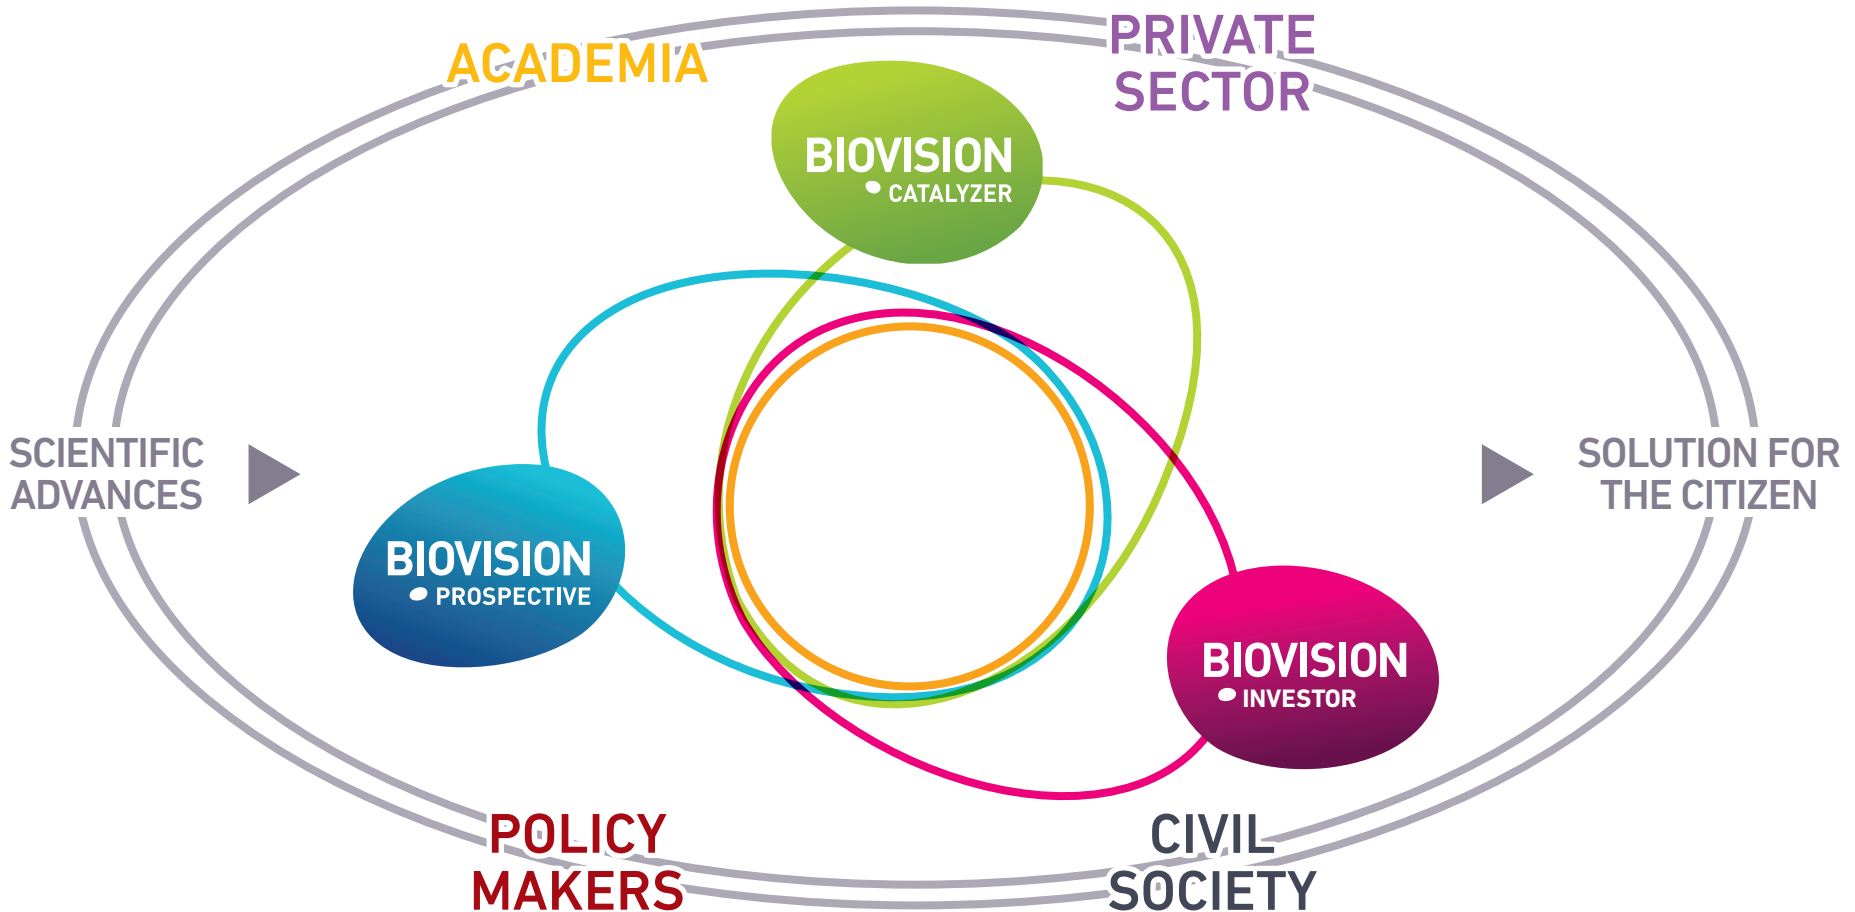 ACADEMIA
PRIVATE
SECTOR
BIOVISION
CATALYZER
SCIENTIFIC
ADVANCES
SOLUTION FOR
THE CITIZEN
BIOVISION
PROSPECTIVE
BIOVISION
INVESTOR
POLICY
MAKERS
CIVIL
SOCIETY